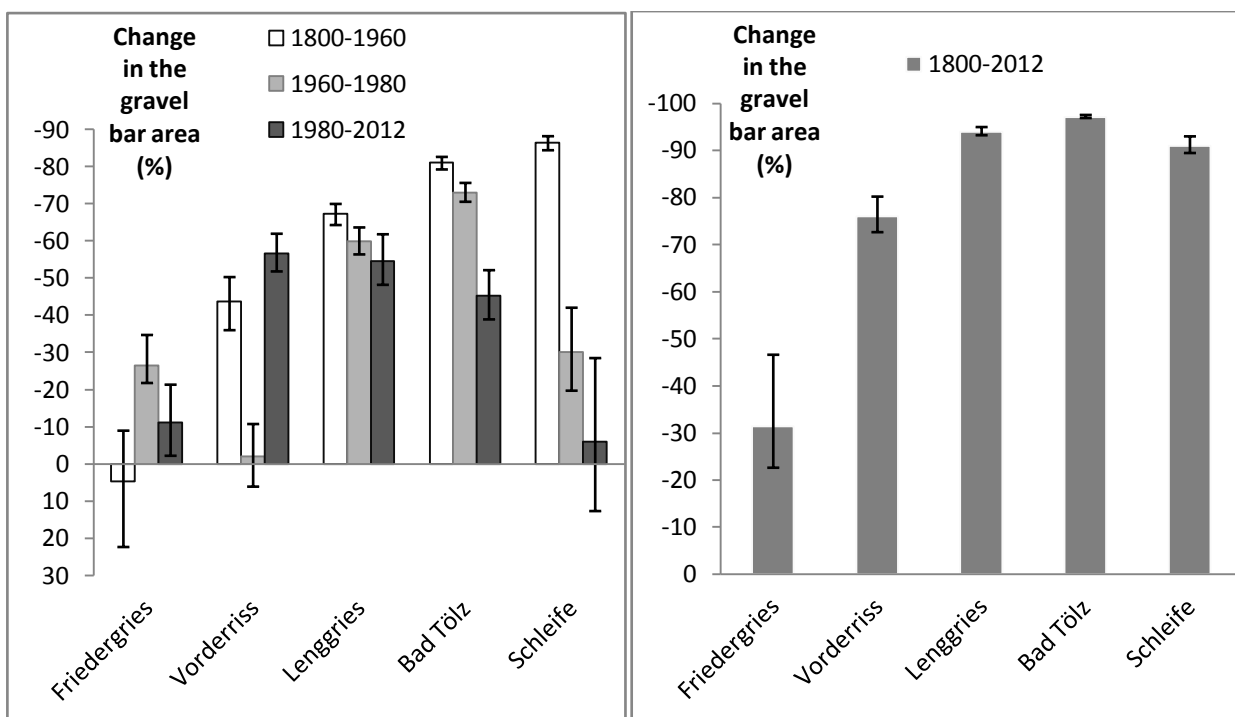 Change
in the
gravel
bar area
(%)
1800-1960
1960-1980
1980-2012
-90
-80
-70
-60
-50
-40
-30
-20
-10
0
10
20
30
Friedergries
Vorderriss
Lenggries
Bad Tölz
Schleife
Change
in the
gravel
bar area
(%)
1800-2012
-100
-90
-80
-70
-60
-50
-40
-30
-20
-10
0
Friedergries
Vorderriss
Lenggries
Bad Tölz
Schleife